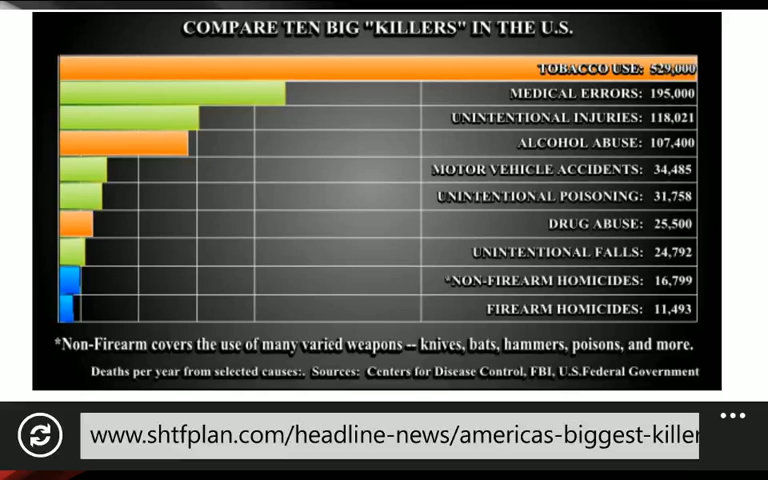 COMPARE TEN BIG "KILLERS" IN THE U.S.
TOBACCO USE: 529,000
MEDICAL ERRORS: 195,000
UNINTENTIONAL INJURIES: 118,021
ALCOHOL ABUSE: 107,400
MOTOR VEHICLE ACCIDENTS: 34,485
UNINTENTIONAL POISONING: 31,758
DRUG ABUSE: 25,500
UNINTENTIONAL FALLS: 24,792
*NON-FIREARM HOMICIDES: 16,799
FIREARM HOMICIDES: 11,493
*Non-Firearm covers the use of many varied weapons -- knives, bats, hammers, poisons, and more.
Deaths per year from selected causes:. Sources: Centers for Disease Control, FBI, U.S.Federal Government
www.shtfplan.com/headline-news/americas-biggest-killer